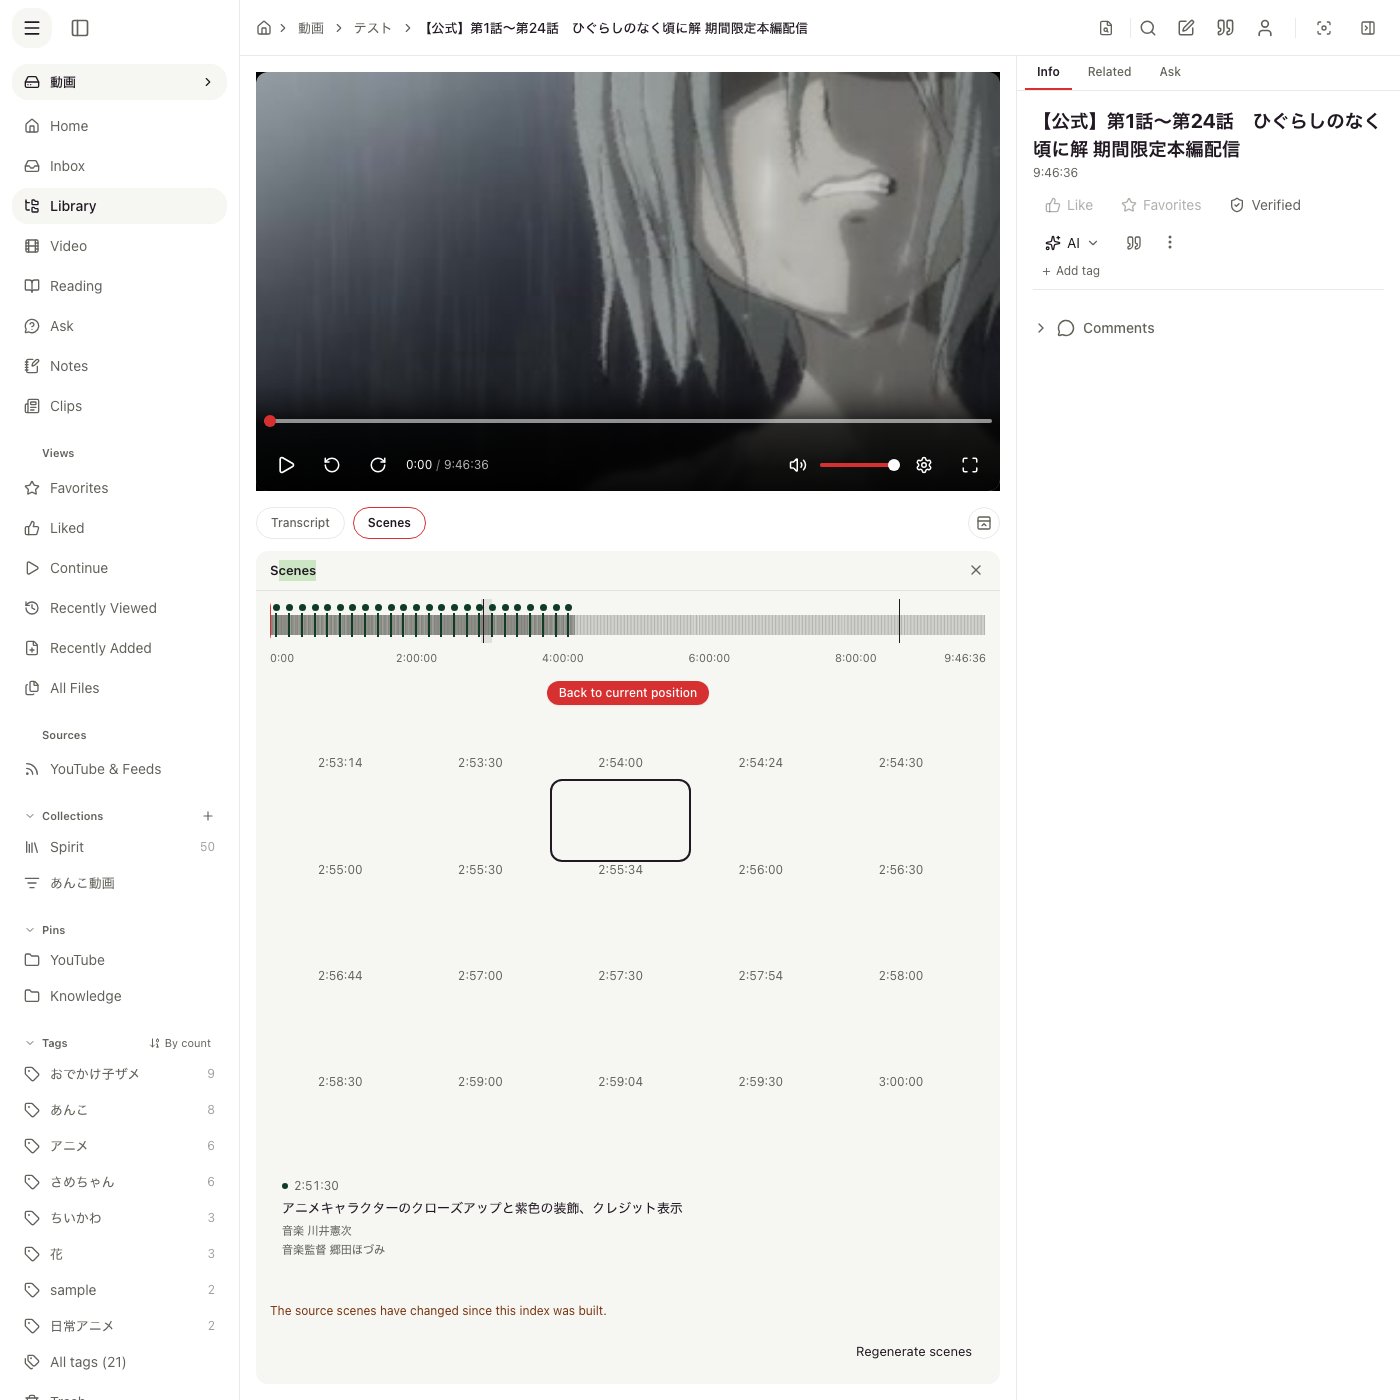 動画 > テスト > 【公式】第1話〜第24話　ひぐらしのなく頃に解 期間限定本編配信
動画
Home
Inbox
Library
Video
Reading
Ask
Notes
Clips
Views
Favorites
Liked
Continue
Recently Viewed
Recently Added
All Files
Sources
YouTube & Feeds
Collections
Spirit 50
あんこ動画
Pins
YouTube
Knowledge
Tags By count
おでかけ子ザメ 9
あんこ 8
アニメ 6
さめちゃん 6
ちいかわ 3
花 3
sample 2
日常アニメ 2
All tags (21)
0:00 / 9:46:36
Transcript Scenes
Scenes
0:00 2:00:00 4:00:00 6:00:00 8:00:00 9:46:36
Back to current position
2:53:14 2:53:30 2:54:00 2:54:24 2:54:30
2:55:00 2:55:30 2:55:34 2:56:00 2:56:30
2:56:44 2:57:00 2:57:30 2:57:54 2:58:00
2:58:30 2:59:00 2:59:04 2:59:30 3:00:00
2:51:30
アニメキャラクターのクローズアップと紫色の装飾、クレジット表示
音楽 川井憲次
音楽監督 郷田ほづみ
The source scenes have changed since this index was built.
Regenerate scenes
Info Related Ask
【公式】第1話〜第24話　ひぐらしのなく
頃に解 期間限定本編配信
9:46:36
Like Favorites Verified
AI
+ Add tag
Comments